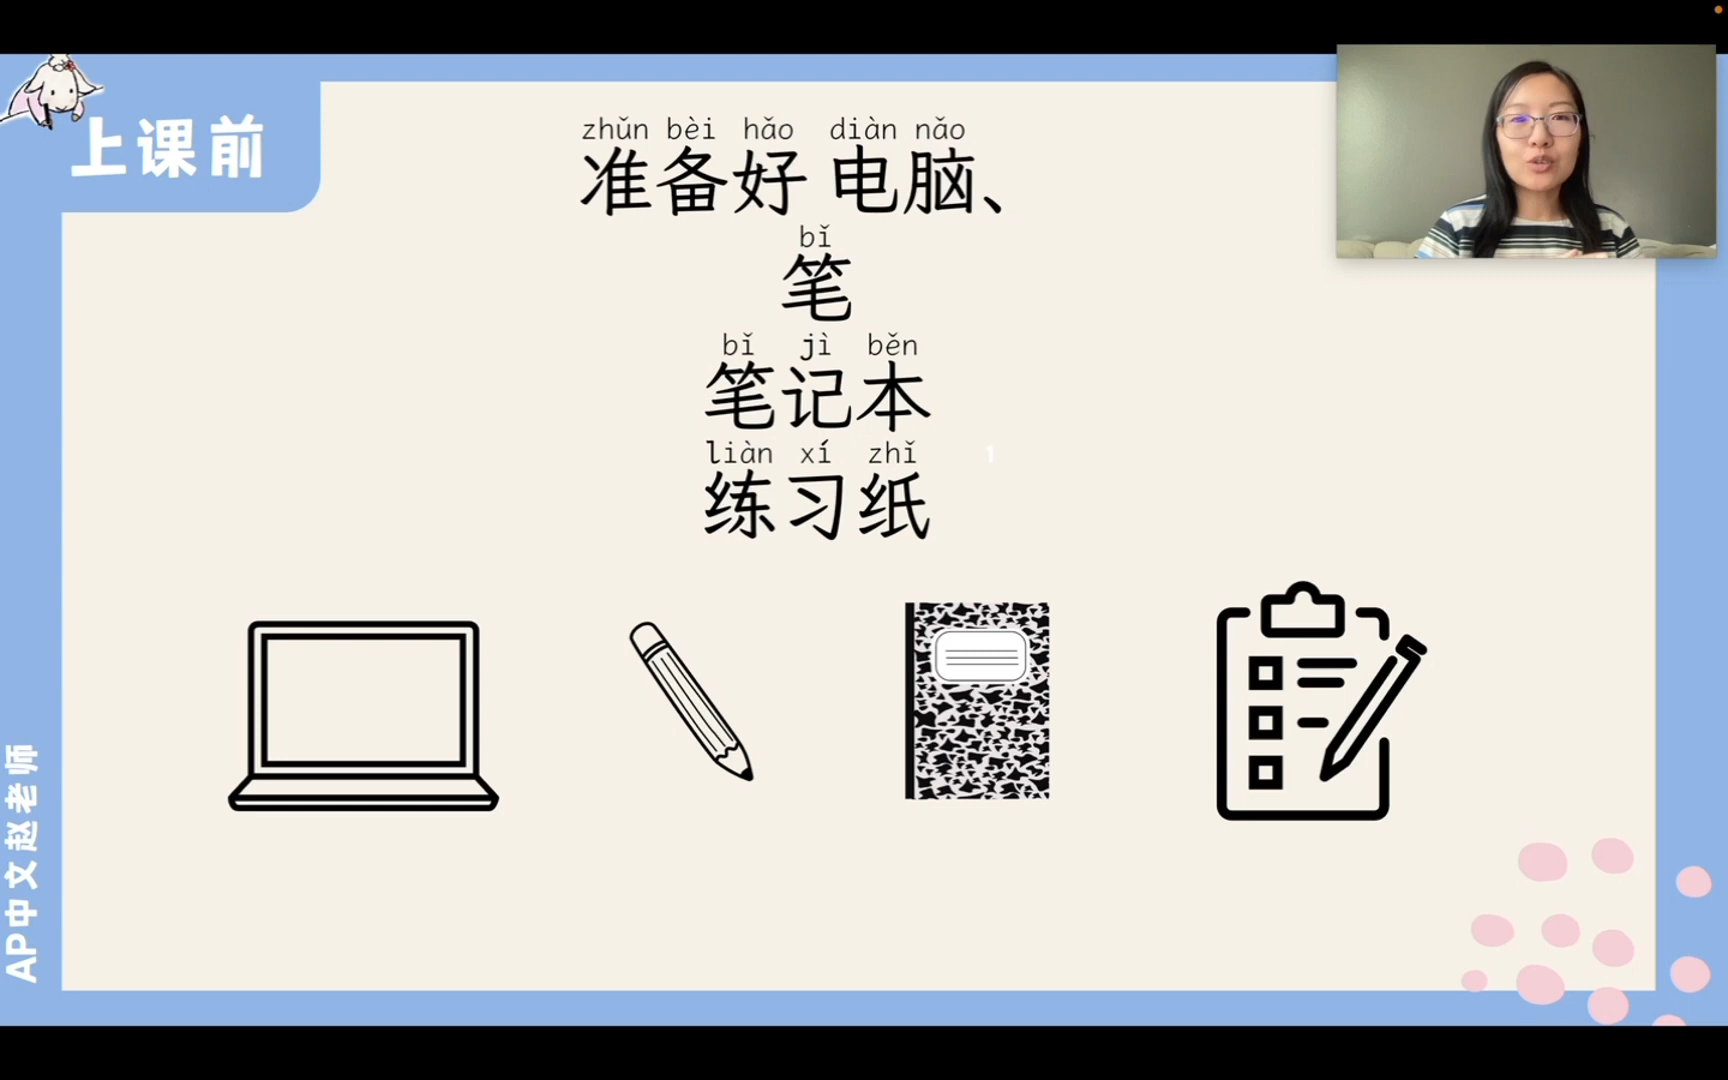 上课前
zhǔn bèi hǎo diàn nǎo
准备好 电脑、
bǐ
笔
bǐ jì běn
笔记本
liàn xí zhǐ
练习纸
1
AP中文赵老师